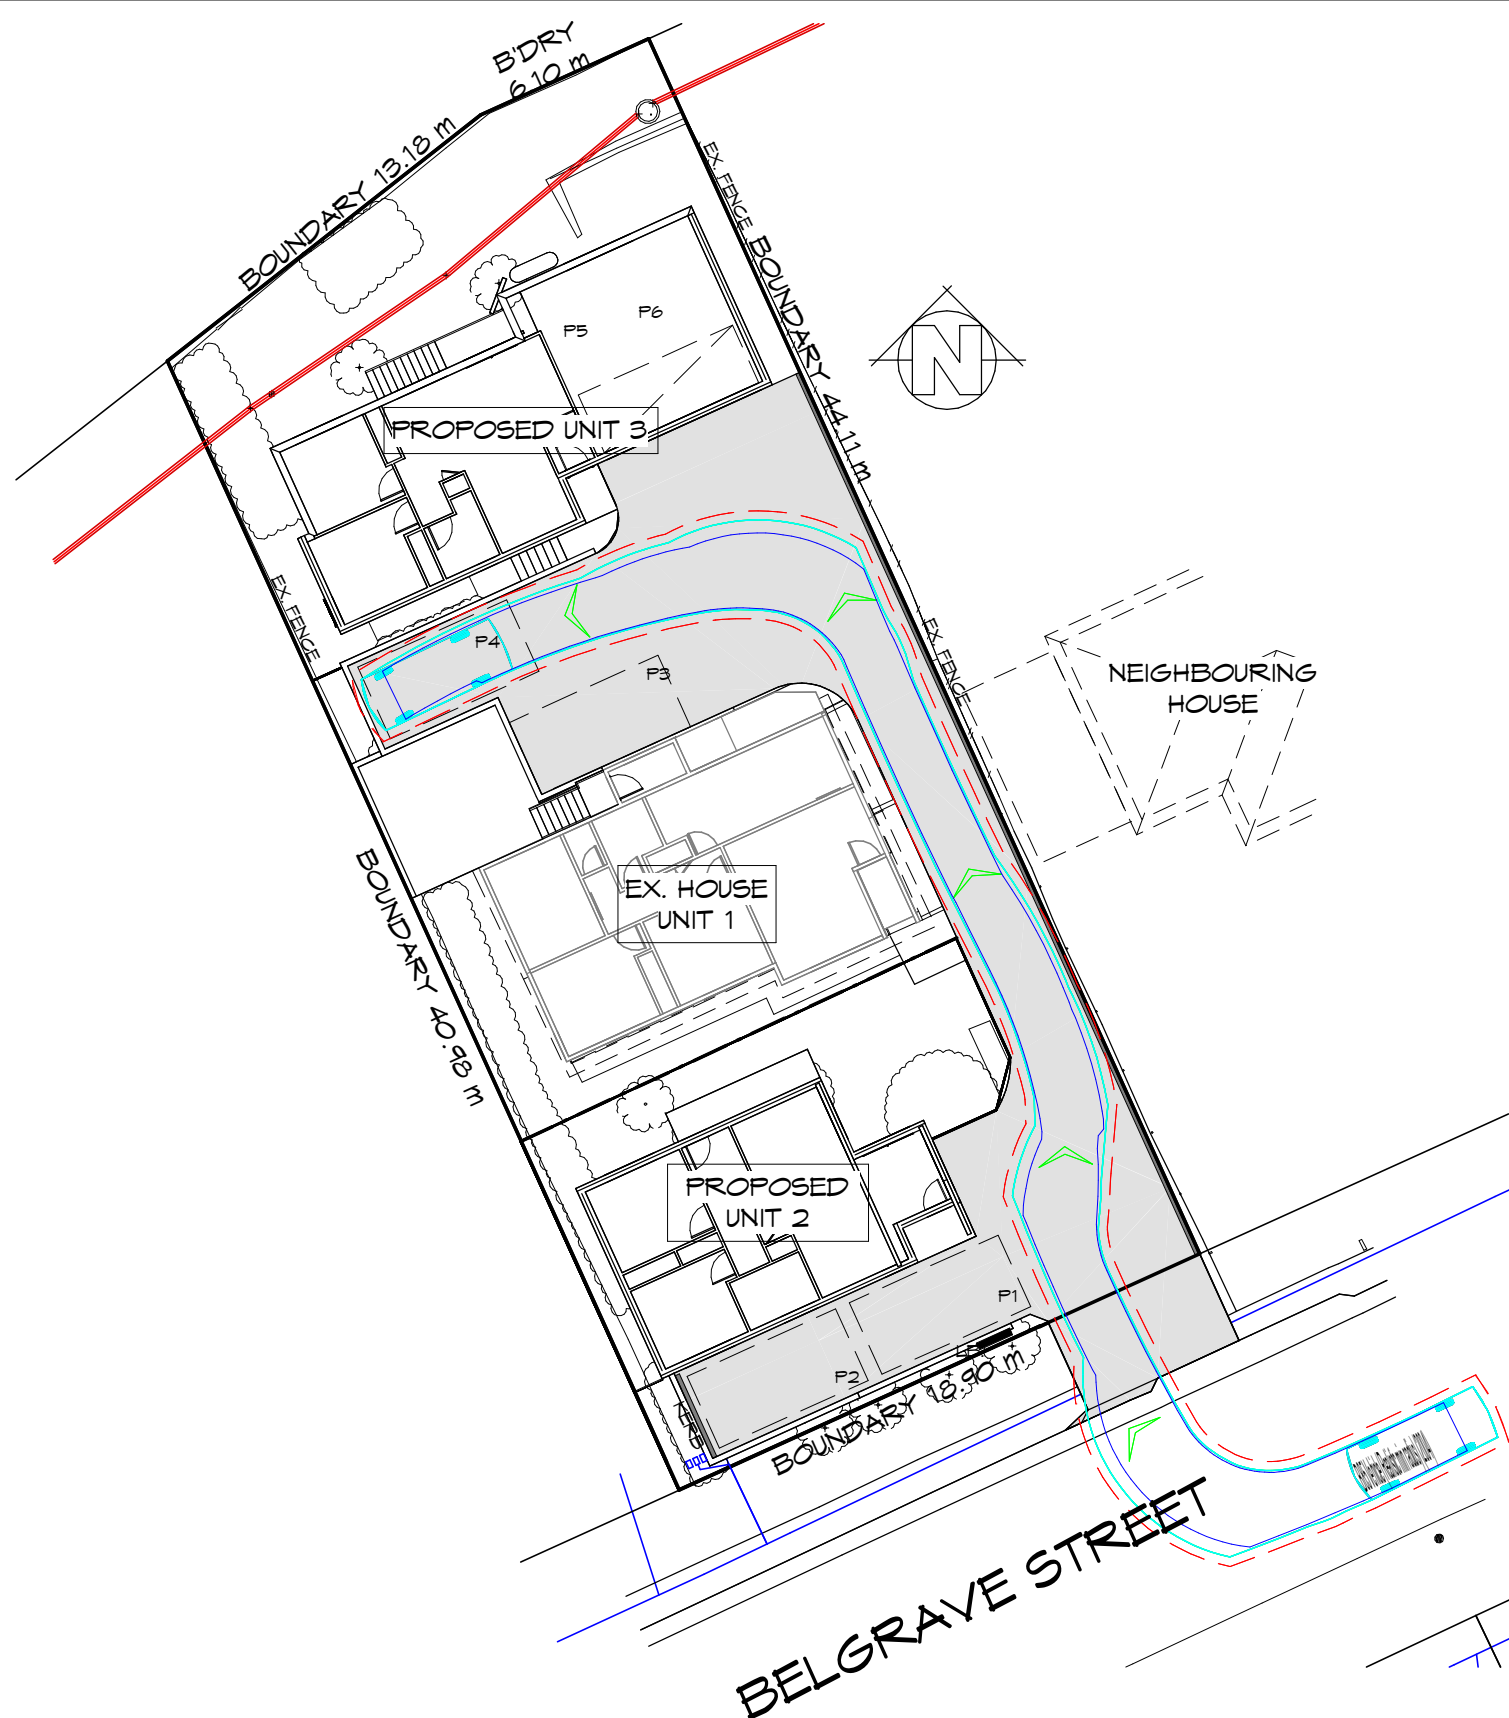 B'DRY
6.10 m
BOUNDARY 13.18 m
EX. FENCE
BOUNDARY 44.11 m
P6
P5
N
PROPOSED UNIT 3
EX. FENCE
EX. FENCE
P4
P3
NEIGHBOURING
HOUSE
EX. HOUSE
UNIT 1
BOUNDARY 40.98 m
PROPOSED
UNIT 2
P1
P2
BOUNDARY 18.90 m
KERB
BELGRAVE STREET